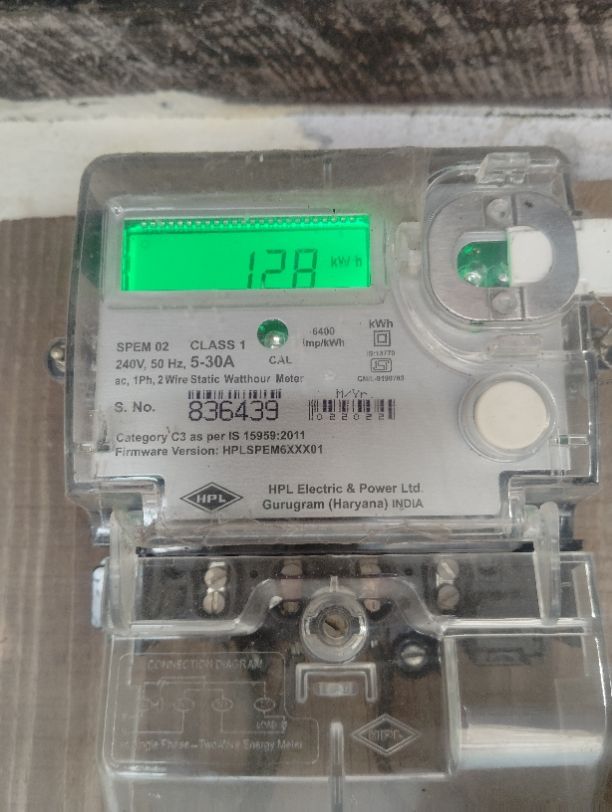 128 kWh
SPEM 02 CLASS 1
240V, 50 Hz, 5-30A
CAL
6400
imp/kWh
kWh
ac, 1Ph, 2 Wire Static Watthour Meter
M/Yr.
S. No. 836439
022022
Category C3 as per IS 15959:2011
Firmware Version: HPLSPEM6XXX01
HPL
HPL Electric & Power Ltd.
Gurugram (Haryana) INDIA
CONNECTION DIAGRAM
LOAD
Single Phase - Two Wire Energy Meter
HPL